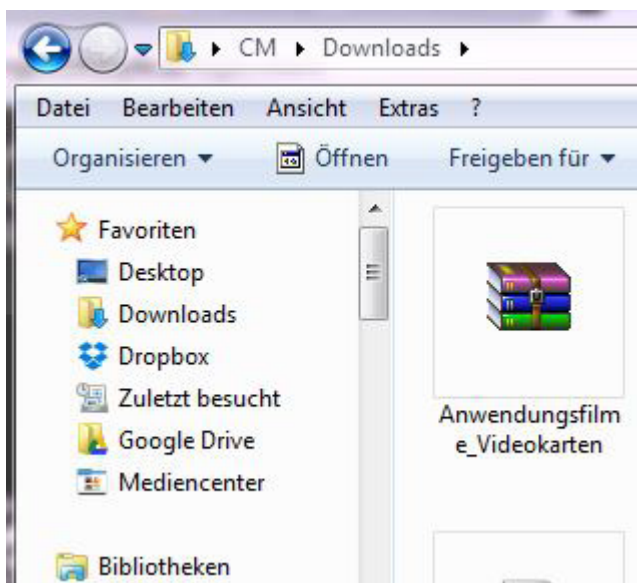 CM Downloads
Datei Bearbeiten Ansicht Extras ?
Organisieren Öffnen Freigeben für
Favoriten
Desktop
Downloads
Dropbox
Zuletzt besucht
Google Drive
Mediencenter
Bibliotheken
Anwendungsfilm
e_Videokarten